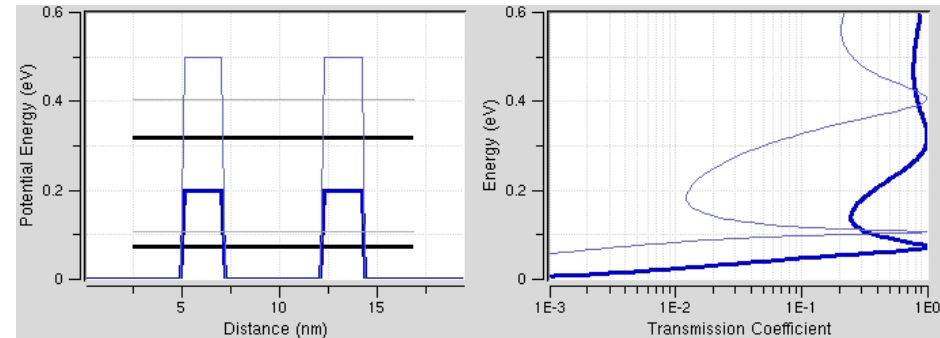 0.6
0.4
0.2
0
Potential Energy (eV)
5
10
15
Distance (nm)
0.6
0.4
0.2
0
Energy (eV)
1E-3
1E-2
1E-1
1E0
Transmission Coefficient